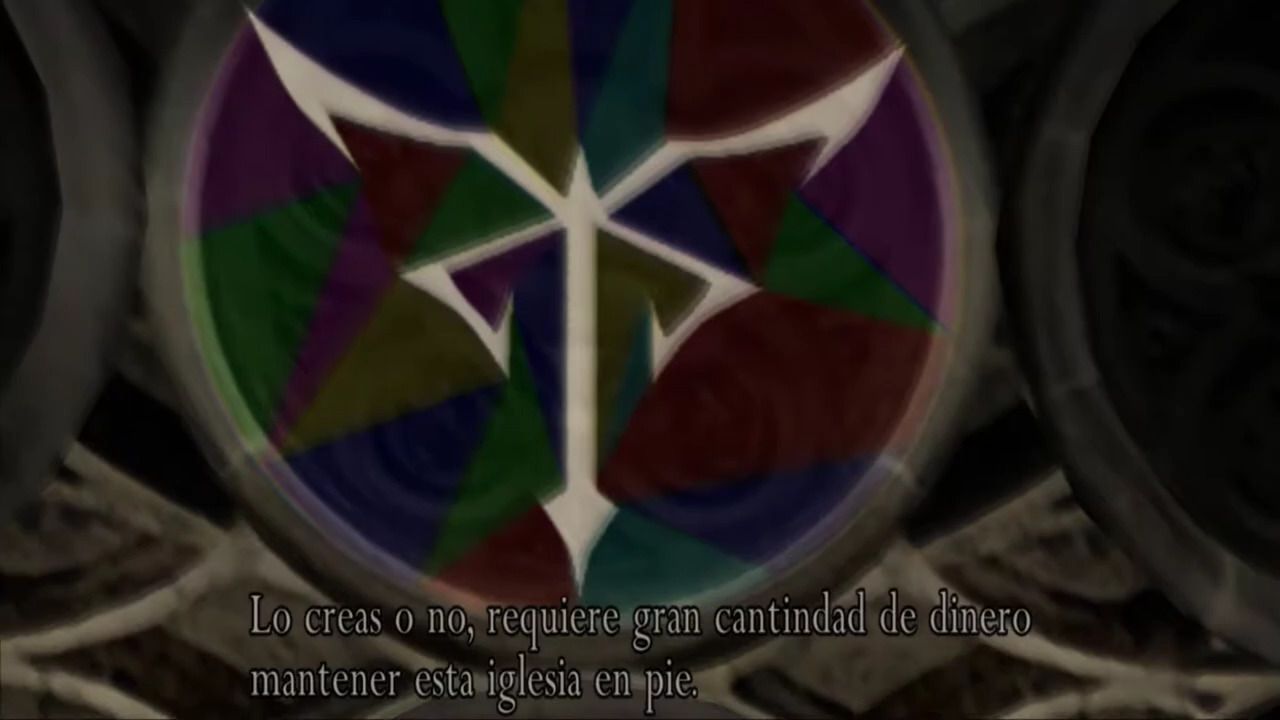 Lo creas o no, requiere gran cantindad de dinero
mantener esta iglesia en pie.